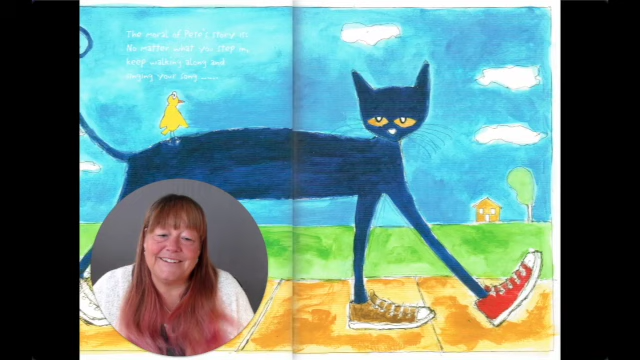 The moral of Pete's story is:
No matter what you step in,
keep walking along and
singing your song......